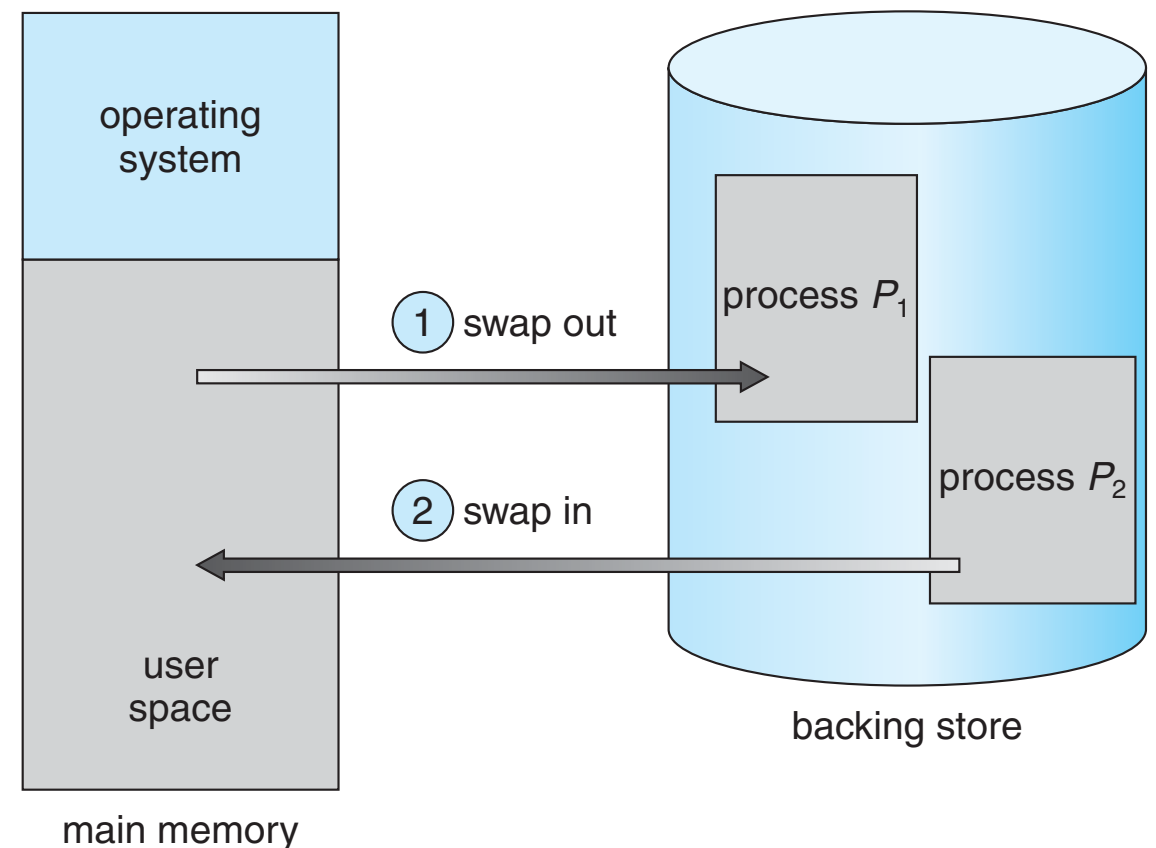 operating
system
1 swap out
process P₁
2 swap in
process P₂
user
space
backing store
main memory